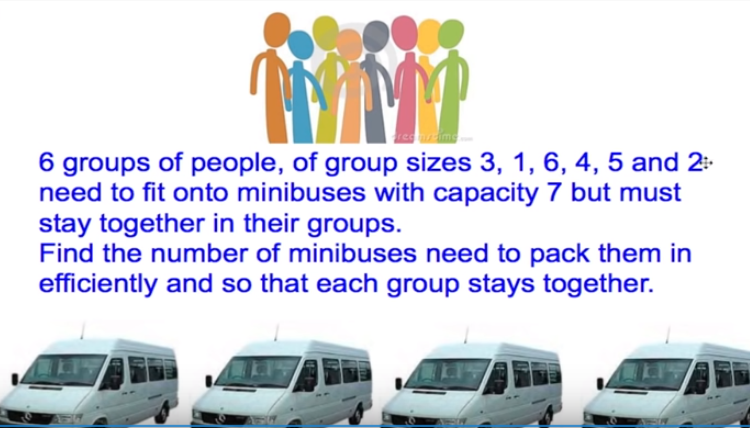 dreamstime
6 groups of people, of group sizes 3, 1, 6, 4, 5 and 2
need to fit onto minibuses with capacity 7 but must
stay together in their groups.
Find the number of minibuses need to pack them in
efficiently and so that each group stays together.